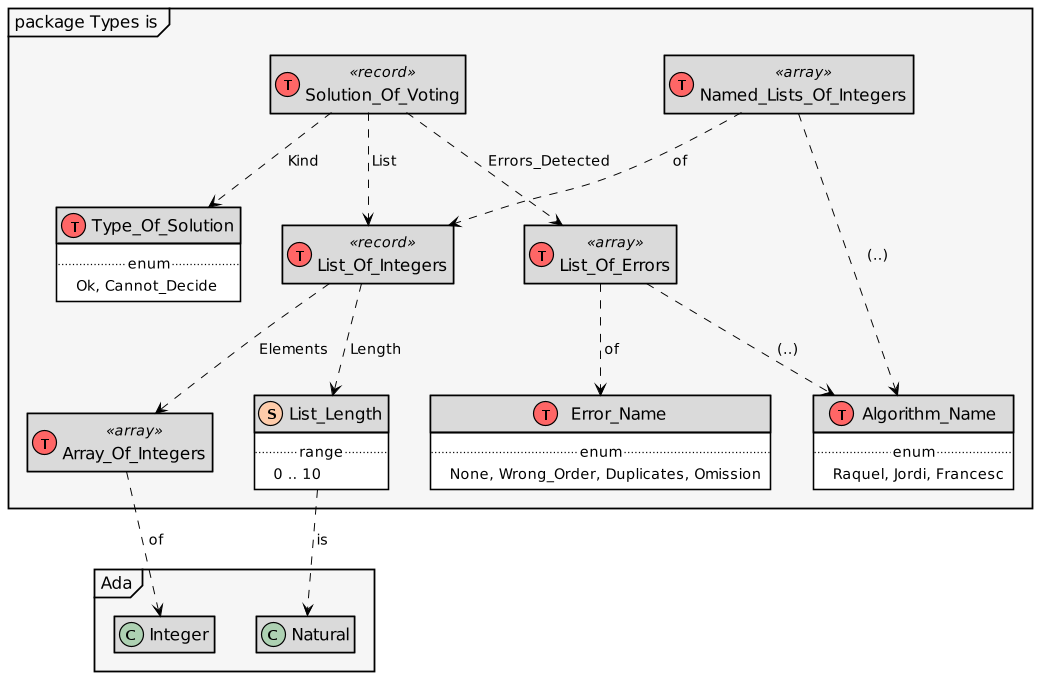 package Types is
T «record» Solution_Of_Voting
T «array» Named_Lists_Of_Integers
Kind
List
Errors_Detected
of
T Type_Of_Solution
enum
Ok, Cannot_Decide
T «record» List_Of_Integers
T «array» List_Of_Errors
(..)
Elements
Length
of
(..)
T «array» Array_Of_Integers
S List_Length
range
0 .. 10
T Error_Name
enum
None, Wrong_Order, Duplicates, Omission
T Algorithm_Name
enum
Raquel, Jordi, Francesc
of
is
Ada
C Integer
C Natural